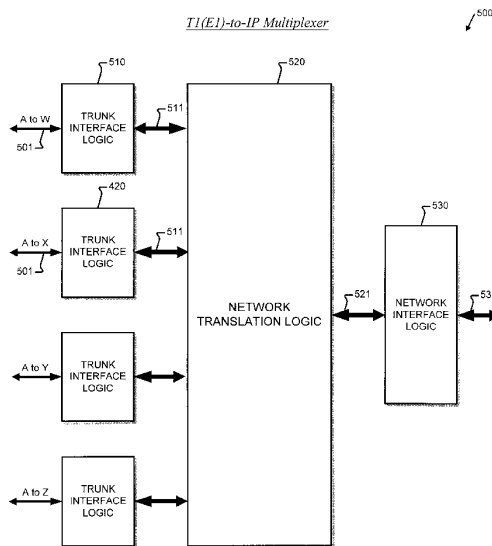 T1(E1)-to-IP Multiplexer
500
510
520
A to W
TRUNK
INTERFACE
LOGIC
511
501
420
530
A to X
TRUNK
INTERFACE
LOGIC
511
501
NETWORK
TRANSLATION LOGIC
521
NETWORK
INTERFACE
LOGIC
A to Y
TRUNK
INTERFACE
LOGIC
A to Z
TRUNK
INTERFACE
LOGIC